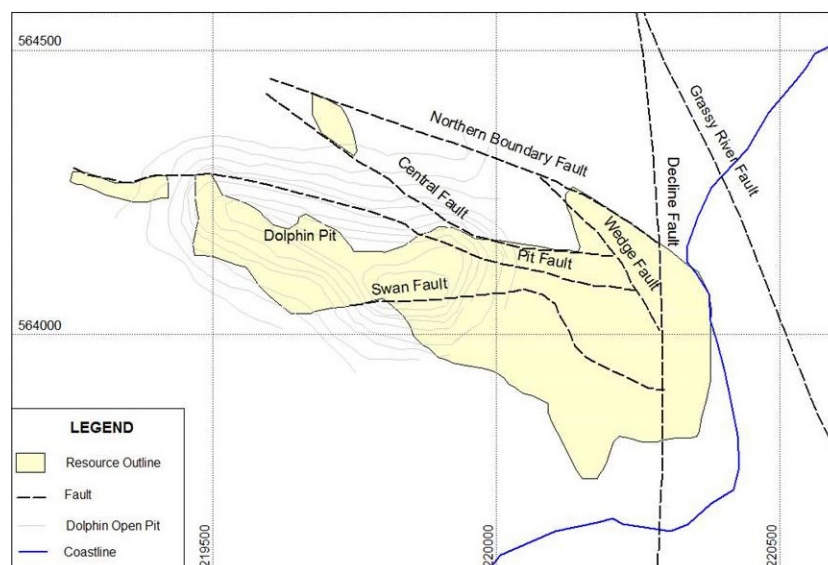 564500
Northern Boundary Fault
Grassy River Fault
Central Fault
Decline Fault
Dolphin Pit
Wedge Fault
Pit Fault
Swan Fault
564000
LEGEND
Resource Outline
Fault
Dolphin Open Pit
Coastline
219500
220000
220500